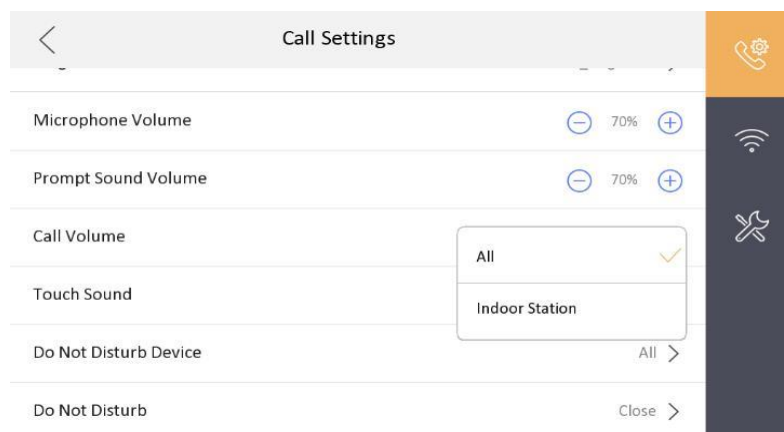 Call Settings
Microphone Volume 70%
Prompt Sound Volume 70%
Call Volume
All
Touch Sound
Indoor Station
Do Not Disturb Device All
Do Not Disturb Close